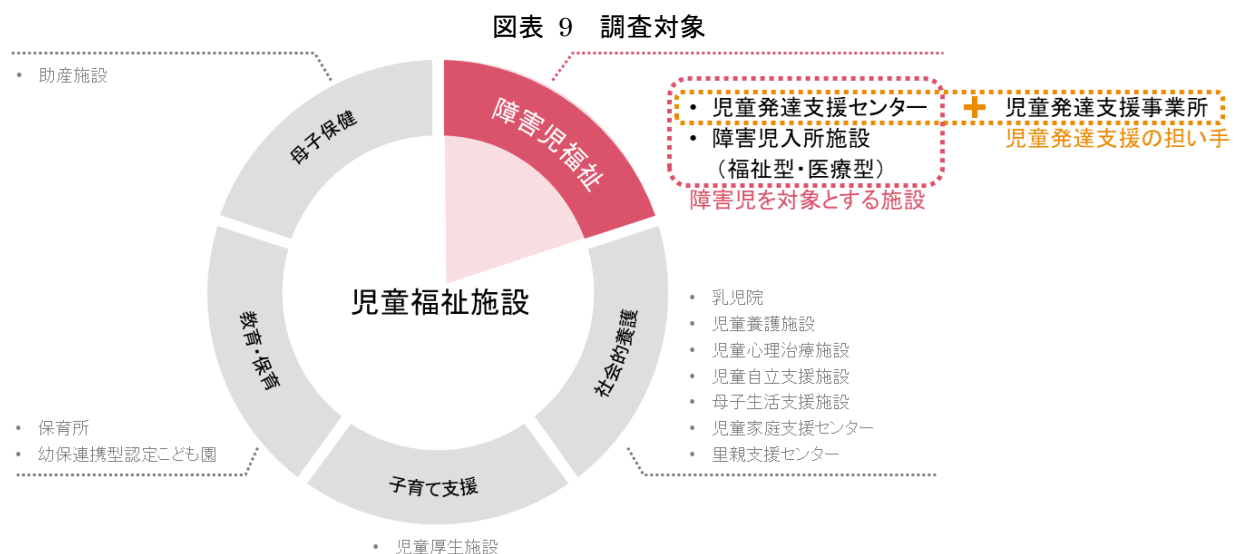 図表 9 調査対象
• 助産施設
母子保健
障害児福祉
• 児童発達支援センター + 児童発達支援事業所
• 障害児入所施設
（福祉型・医療型）
児童発達支援の担い手
障害児を対象とする施設
児童福祉施設
教育・保育
社会的養護
子育て支援
• 乳児院
• 児童養護施設
• 児童心理治療施設
• 児童自立支援施設
• 母子生活支援施設
• 児童家庭支援センター
• 里親支援センター
• 保育所
• 幼保連携型認定こども園
• 児童厚生施設